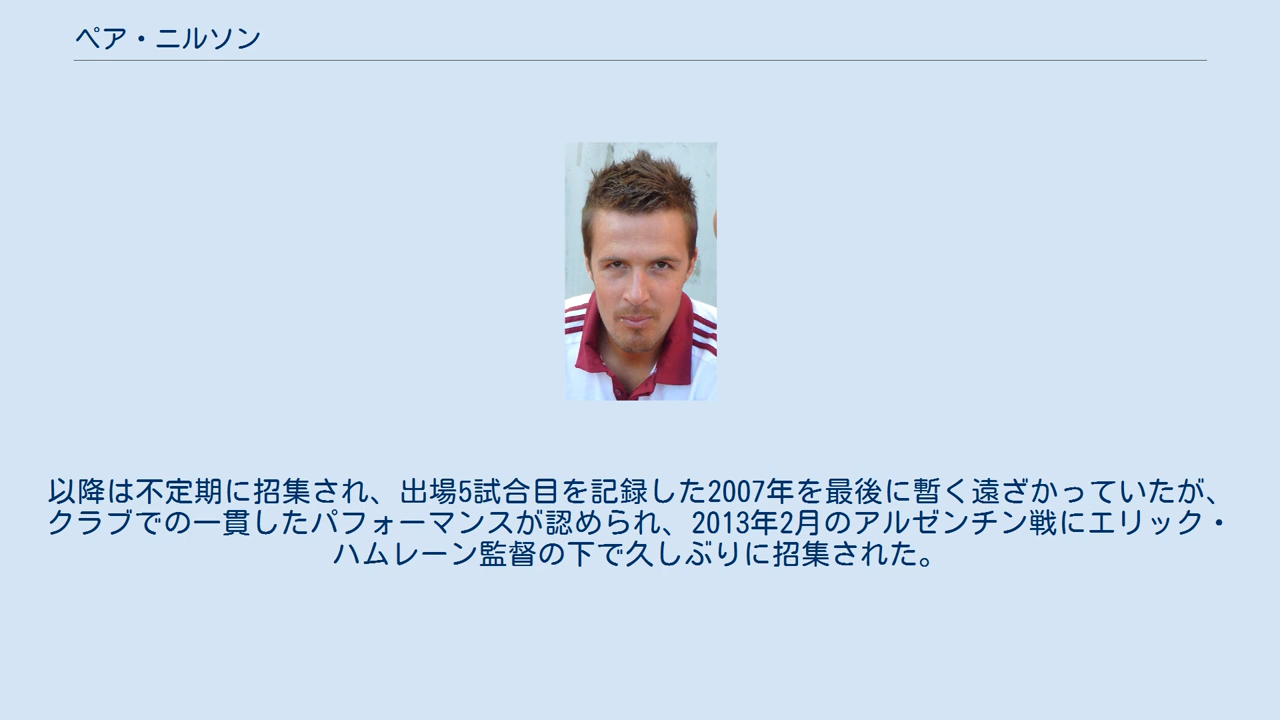 ペア・ニルソン
以降は不定期に招集され、出場5試合目を記録した2007年を最後に暫く遠ざかっていたが、
クラブでの一貫したパフォーマンスが認められ、2013年2月のアルゼンチン戦にエリック・
ハムレーン監督の下で久しぶりに招集された。